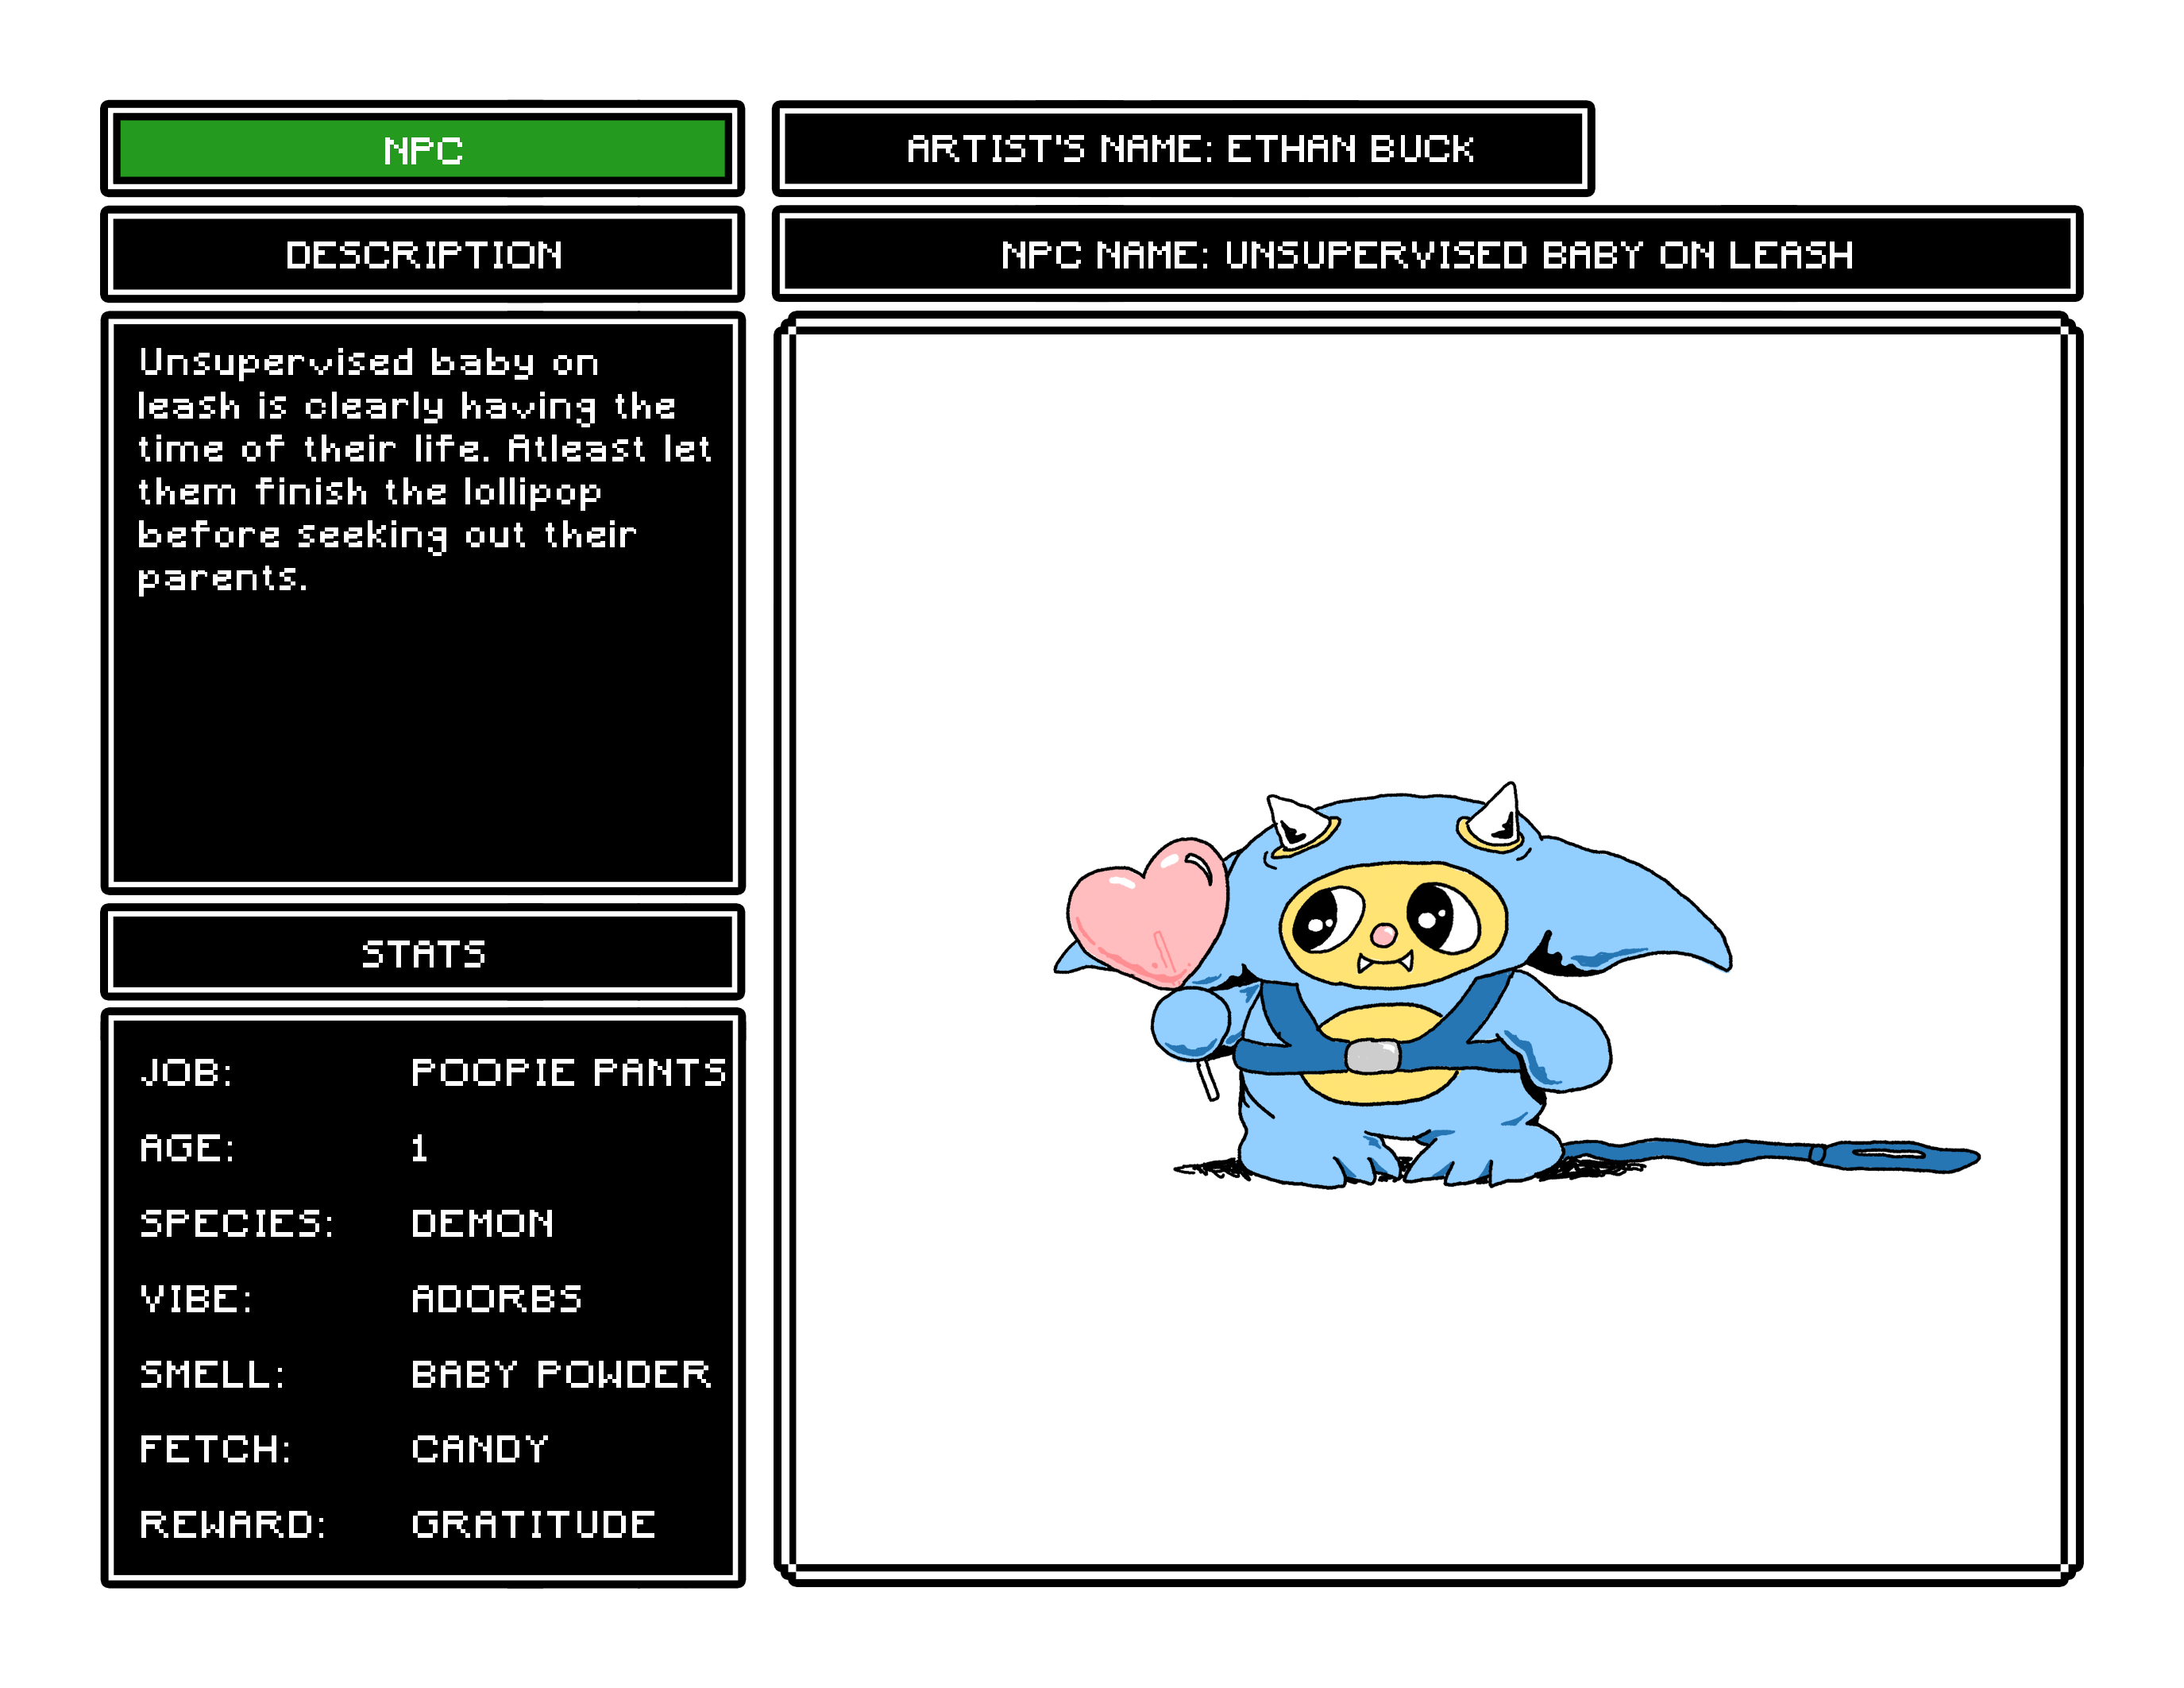 NPC
ARTIST'S NAME: ETHAN BUCK
DESCRIPTION
NPC NAME: UNSUPERVISED BABY ON LEASH
Unsupervised baby on
leash is clearly having the
time of their life. Atleast let
them finish the lollipop
before seeking out their
parents.
STATS
JOB: POOPIE PANTS
AGE: 1
SPECIES: DEMON
VIBE: ADORBS
SMELL: BABY POWDER
FETCH: CANDY
REWARD: GRATITUDE